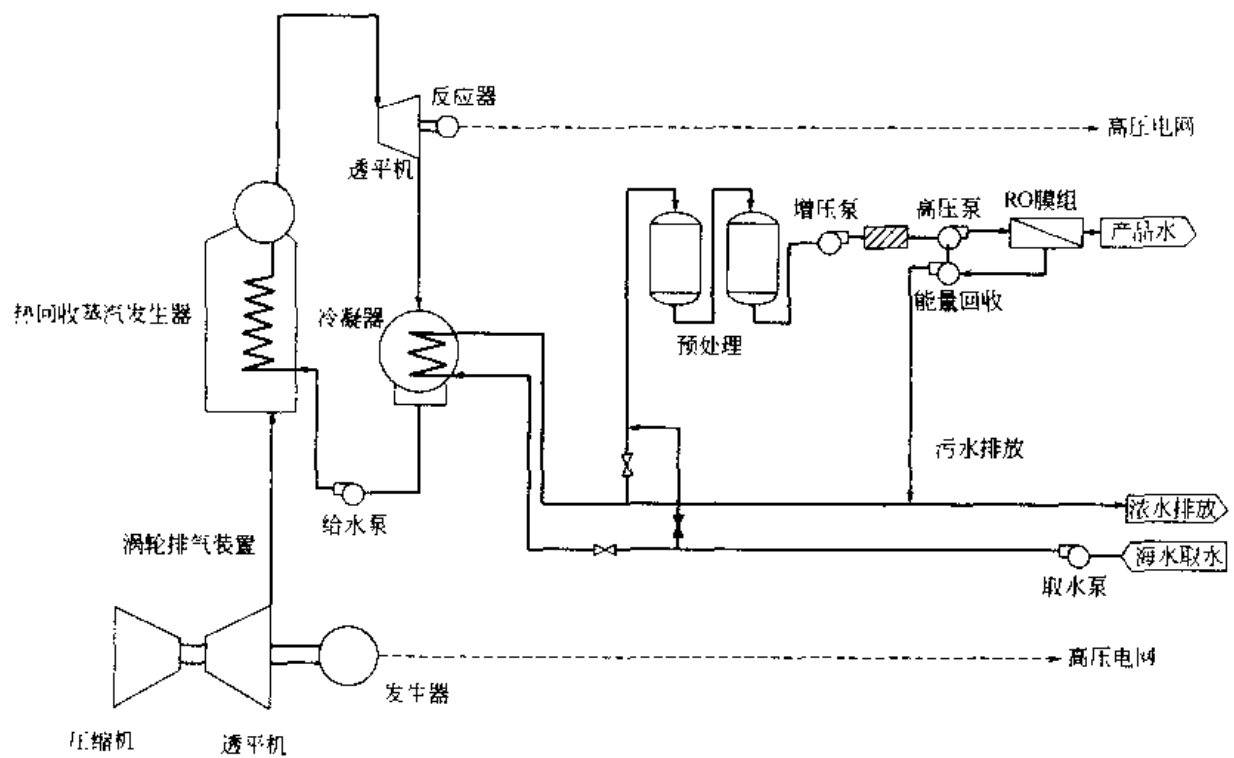 反应器
高压电网
透平机
增压泵
高压泵
RO膜组
产品水
热回收蒸汽发生器
冷凝器
预处理
能量回收
污水排放
给水泵
浓水排放
涡轮排气装置
海水取水
取水泵
高压电网
发生器
压缩机
透平机